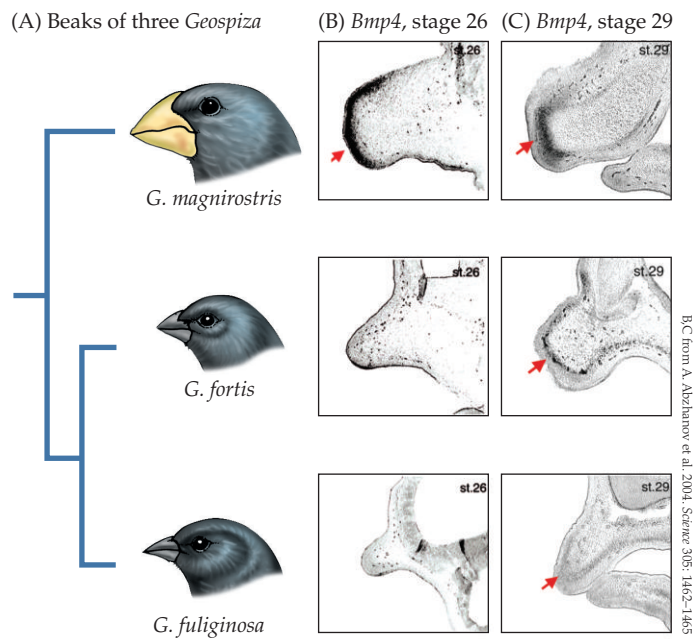 (A) Beaks of three Geospiza
(B) Bmp4, stage 26
(C) Bmp4, stage 29
st.26
st.29
G. magnirostris
st.26
st.29
G. fortis
st.26
st.29
G. fuliginosa
B,C from A. Abzhanov et al. 2004. Science 305: 1462–1465